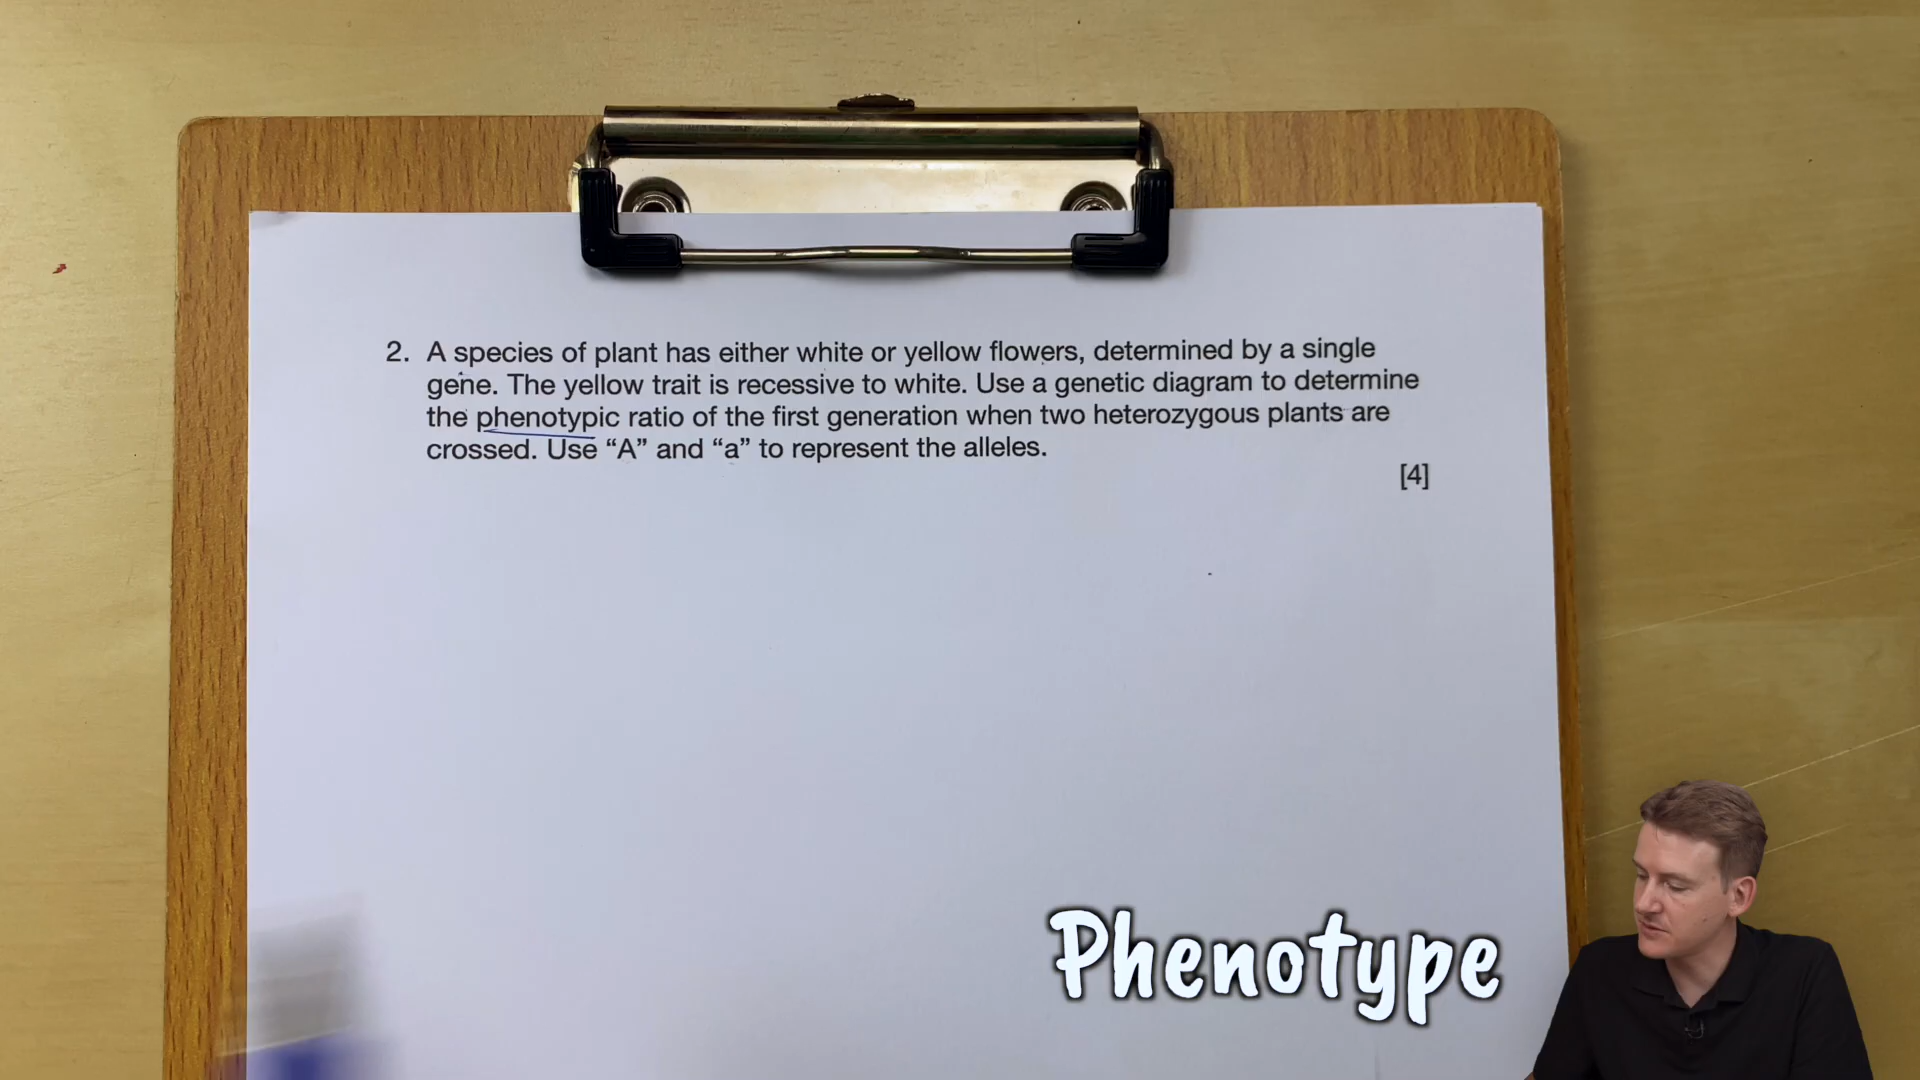 2. A species of plant has either white or yellow flowers, determined by a single
gene. The yellow trait is recessive to white. Use a genetic diagram to determine
the phenotypic ratio of the first generation when two heterozygous plants are
crossed. Use “A” and “a” to represent the alleles.
[4]
Phenotype